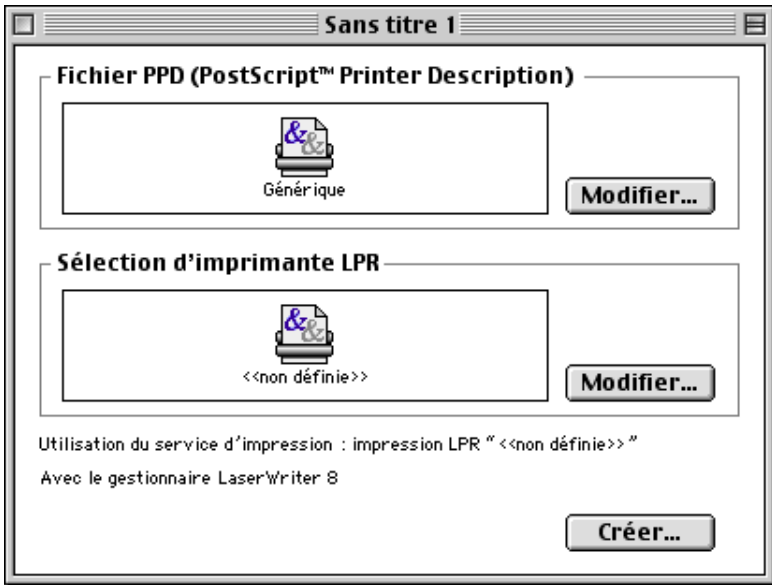 Sans titre 1
Fichier PPD (PostScript™ Printer Description)
&&
Générique
Modifier...
Sélection d'imprimante LPR
&&
<<non définie>>
Modifier...
Utilisation du service d'impression : impression LPR “ <<non définie>> ”
Avec le gestionnaire LaserWriter 8
Créer...